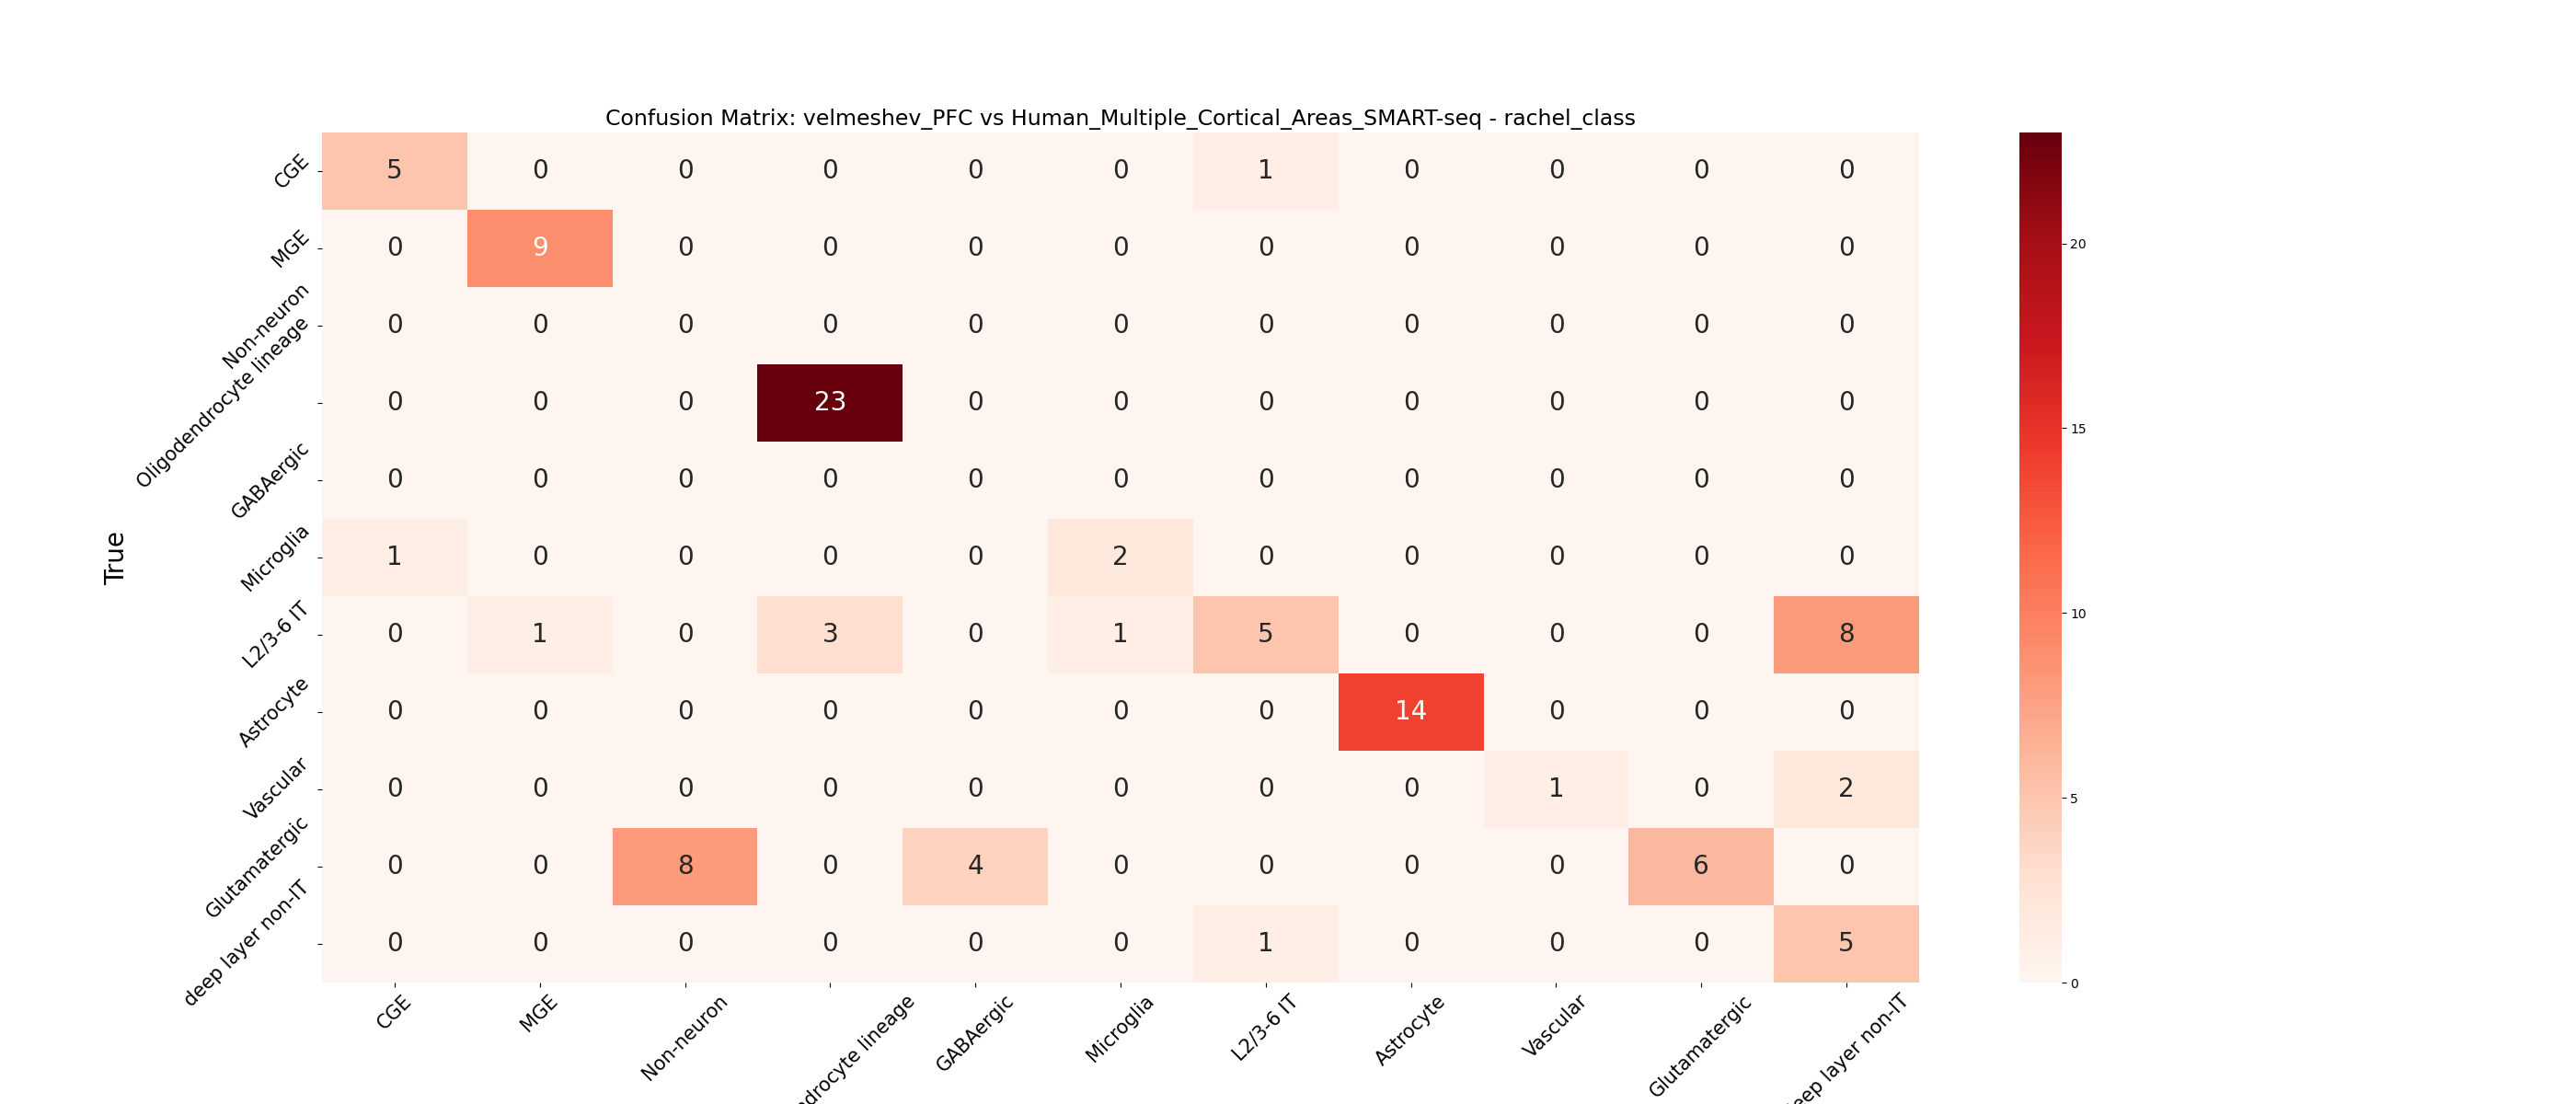 Confusion Matrix: velmeshev_PFC vs Human_Multiple_Cortical_Areas_SMART-seq - rachel_class
True
CGE 5 0 0 0 0 0 1 0 0 0 0
MGE 0 9 0 0 0 0 0 0 0 0 0
Non-neuron 0 0 0 0 0 0 0 0 0 0 0
Oligodendrocyte lineage 0 0 0 23 0 0 0 0 0 0 0
GABAergic 0 0 0 0 0 0 0 0 0 0 0
Microglia 1 0 0 0 0 2 0 0 0 0 0
L2/3-6 IT 0 1 0 3 0 1 5 0 0 0 8
Astrocyte 0 0 0 0 0 0 0 14 0 0 0
Vascular 0 0 0 0 0 0 0 0 1 0 2
Glutamatergic 0 0 8 0 4 0 0 0 0 6 0
deep layer non-IT 0 0 0 0 0 0 1 0 0 0 5
CGE MGE Non-neuron ndrocyte lineage GABAergic Microglia L2/3-6 IT Astrocyte Vascular Glutamatergic eep layer non-IT
20
15
10
5
0